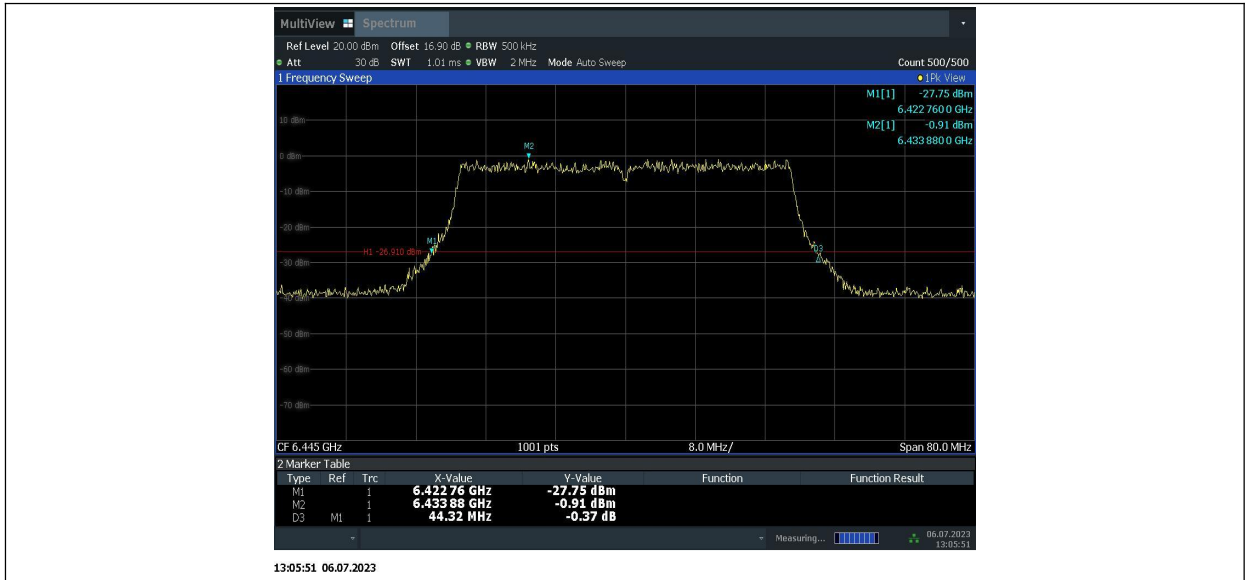 MultiView Spectrum
Ref Level 20.00 dBm Offset 16.90 dB RBW 500 kHz
Att 30 dB SWT 1.01 ms VBW 2 MHz Mode Auto Sweep Count 500/500
1 Frequency Sweep 1Pk View
M1[1] -27.75 dBm
6.422 760 0 GHz
M2[1] -0.91 dBm
6.433 880 0 GHz
10 dBm
M2
0 dBm
-10 dBm
-20 dBm
M1
H1 -26.910 dBm
D3
-30 dBm
-40 dBm
-50 dBm
-60 dBm
-70 dBm
CF 6.445 GHz 1001 pts 8.0 MHz/ Span 80.0 MHz
2 Marker Table
Type Ref Trc X-Value Y-Value Function Function Result
M1 1 6.422 76 GHz -27.75 dBm
M2 1 6.433 88 GHz -0.91 dBm
D3 M1 1 44.32 MHz -0.37 dB
Measuring... 06.07.2023
13:05:51
13:05:51 06.07.2023